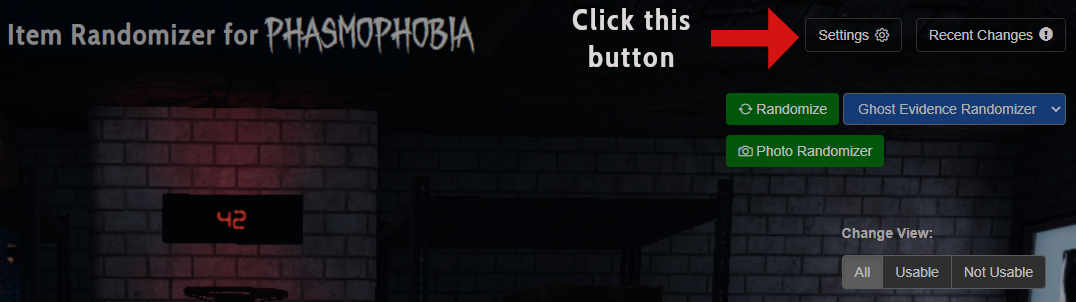 Item Randomizer for PHASMOPHOBIA
Click this
button
Settings
Recent Changes
Randomize
Ghost Evidence Randomizer
Photo Randomizer
42
Change View:
All
Usable
Not Usable